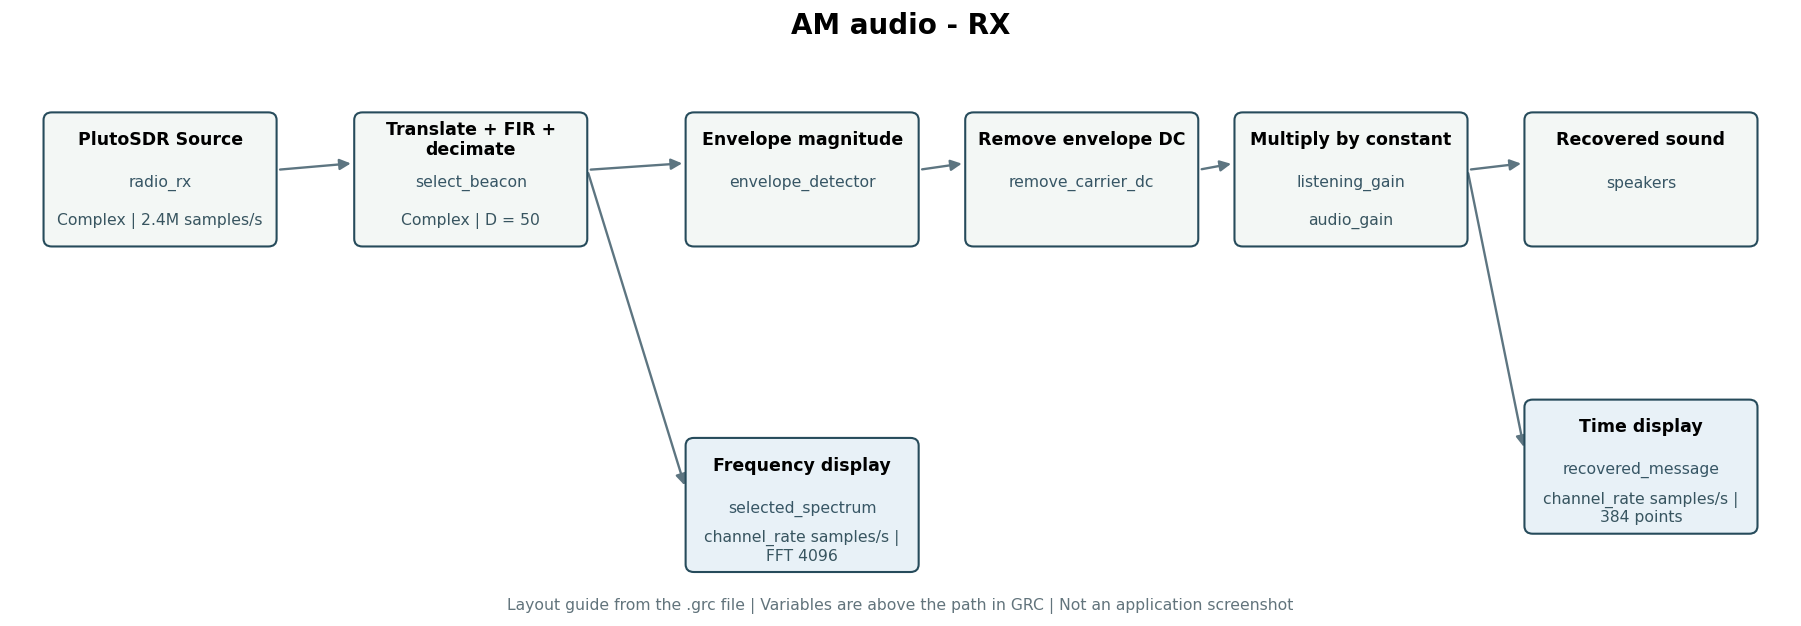 AM audio - RX
PlutoSDR Source
radio_rx
Complex | 2.4M samples/s
Translate + FIR +
decimate
select_beacon
Complex | D = 50
Envelope magnitude
envelope_detector
Remove envelope DC
remove_carrier_dc
Multiply by constant
listening_gain
audio_gain
Recovered sound
speakers
Frequency display
selected_spectrum
channel_rate samples/s |
FFT 4096
Time display
recovered_message
channel_rate samples/s |
384 points
Layout guide from the .grc file | Variables are above the path in GRC | Not an application screenshot